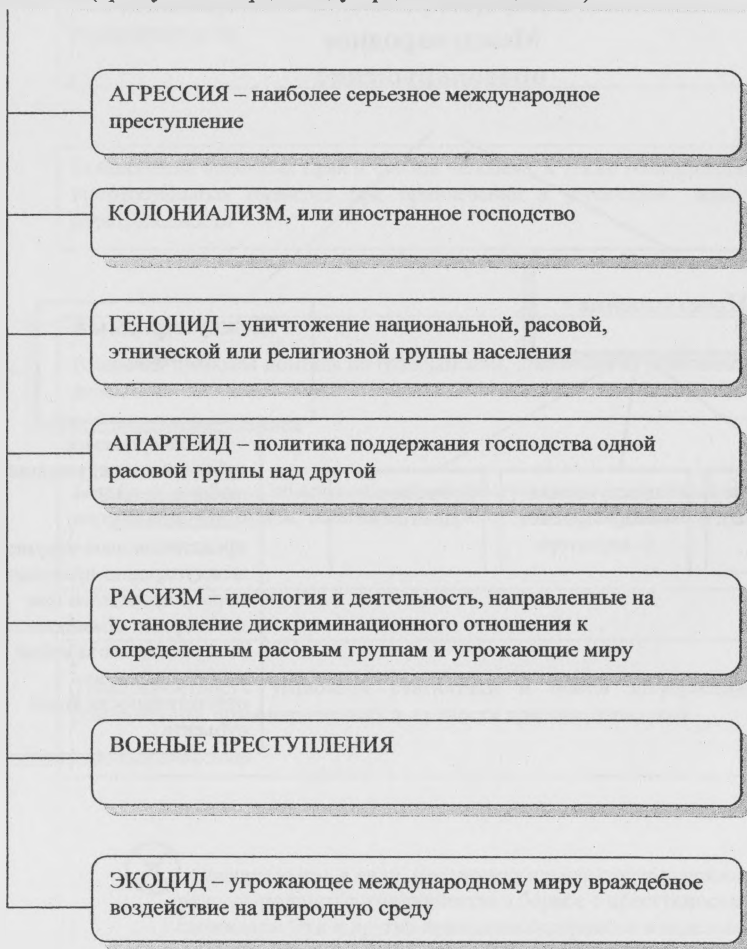 АГРЕССИЯ – наиболее серьезное международное
преступление
КОЛОНИАЛИЗМ, или иностранное господство
ГЕНОЦИД – уничтожение национальной, расовой,
этнической или религиозной группы населения
АПАРТЕИД – политика поддержания господства одной
расовой группы над другой
РАСИЗМ – идеология и деятельность, направленные на
установление дискриминационного отношения к
определенным расовым группам и угрожающие миру
ВОЕНЫЕ ПРЕСТУПЛЕНИЯ
ЭКОЦИД – угрожающее международному миру враждебное
воздействие на природную среду